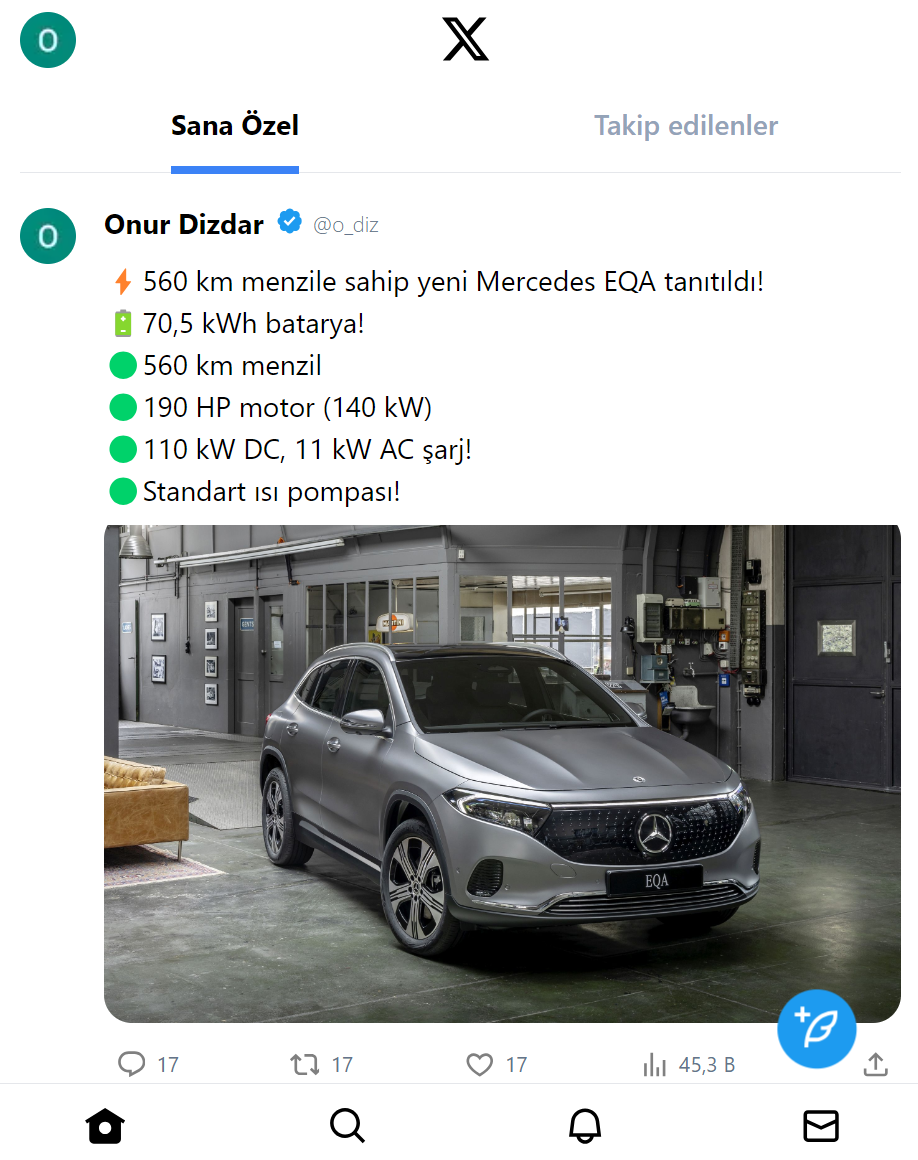 O
X
Sana Özel
Takip edilenler
O
Onur Dizdar @o_diz
⚡ 560 km menzile sahip yeni Mercedes EQA tanıtıldı!
🔋 70,5 kWh batarya!
🟢 560 km menzil
🟢 190 HP motor (140 kW)
🟢 110 kW DC, 11 kW AC şarj!
🟢 Standart ısı pompası!
MARTINI
GENTS
EQA
17 17 17 45,3 B